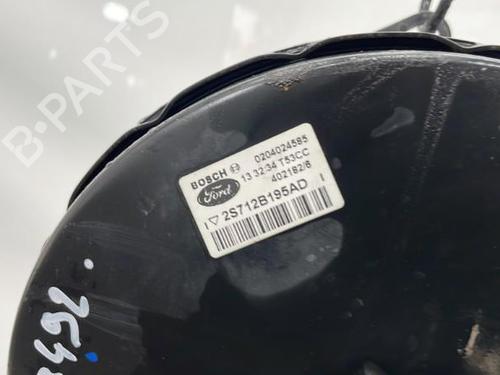 B-PARTS
BOSCH 0204024585
13 32:34 T53CC
Ford 402182/6
2S712B195AD